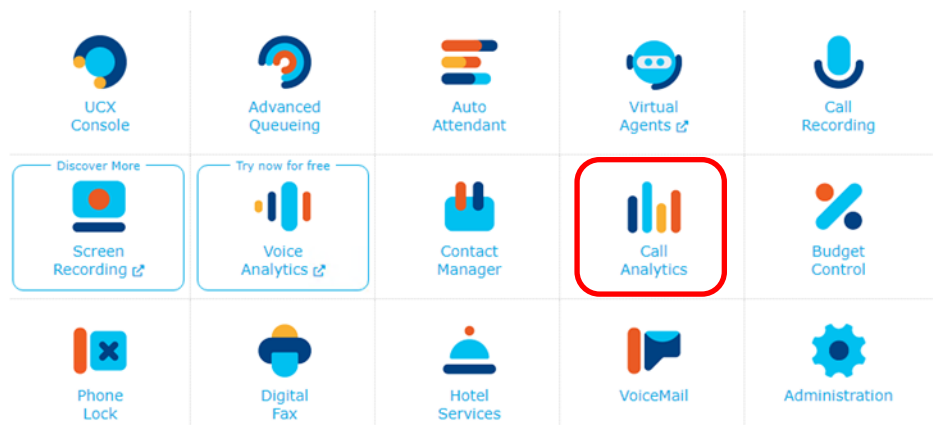 UCX
Console
Advanced
Queueing
Auto
Attendant
Virtual
Agents
Call
Recording
Discover More
Screen
Recording
Try now for free
Voice
Analytics
Contact
Manager
Call
Analytics
Budget
Control
Phone
Lock
Digital
Fax
Hotel
Services
VoiceMail
Administration